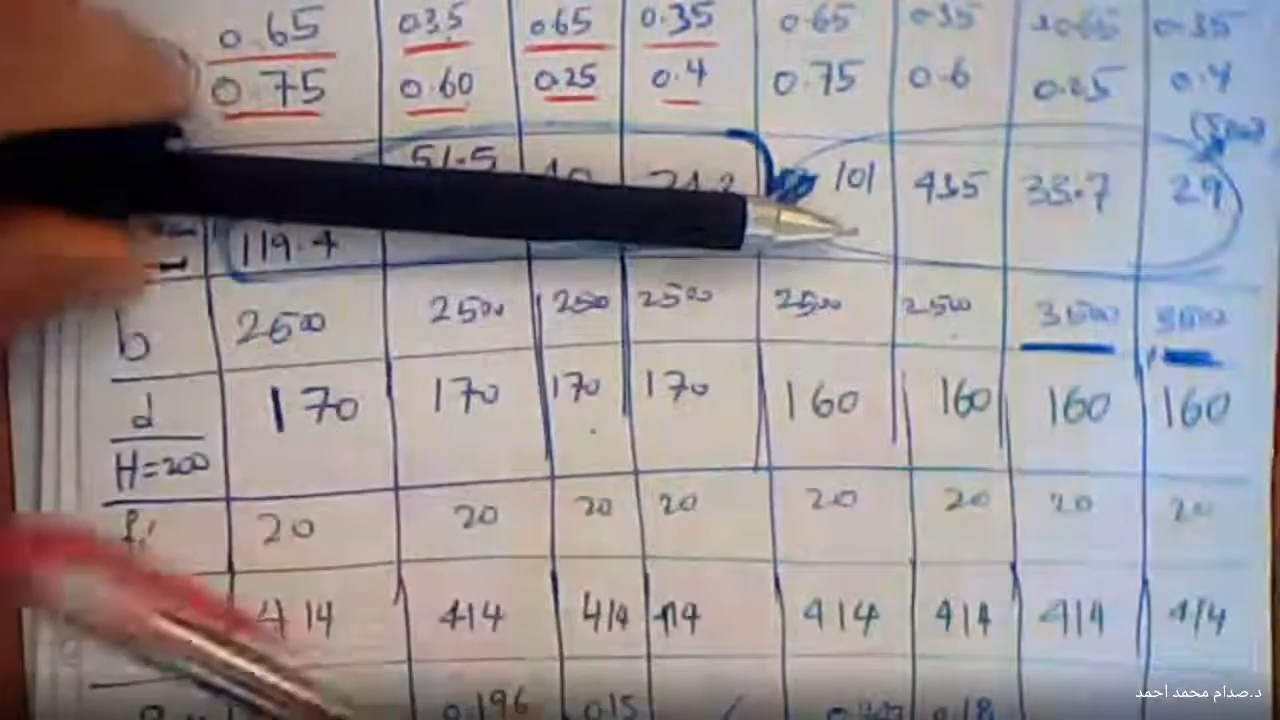 0.65 0.35 0.65 0.35 0.65 0.35 0.65 0.35
0.75 0.60 0.25 0.4 0.75 0.6 0.25 0.4
51.5 101 435 33.7 29
119.4
b 2500 2500 2500 2500 2500 2500 3500
d 170 170 170 170 160 160 160 160
H=200
20 20 20 20 20 20 20 20
414 414 414 414 414 414 414 414
0.196 0.15 0.18
د.صدام محمد احمد